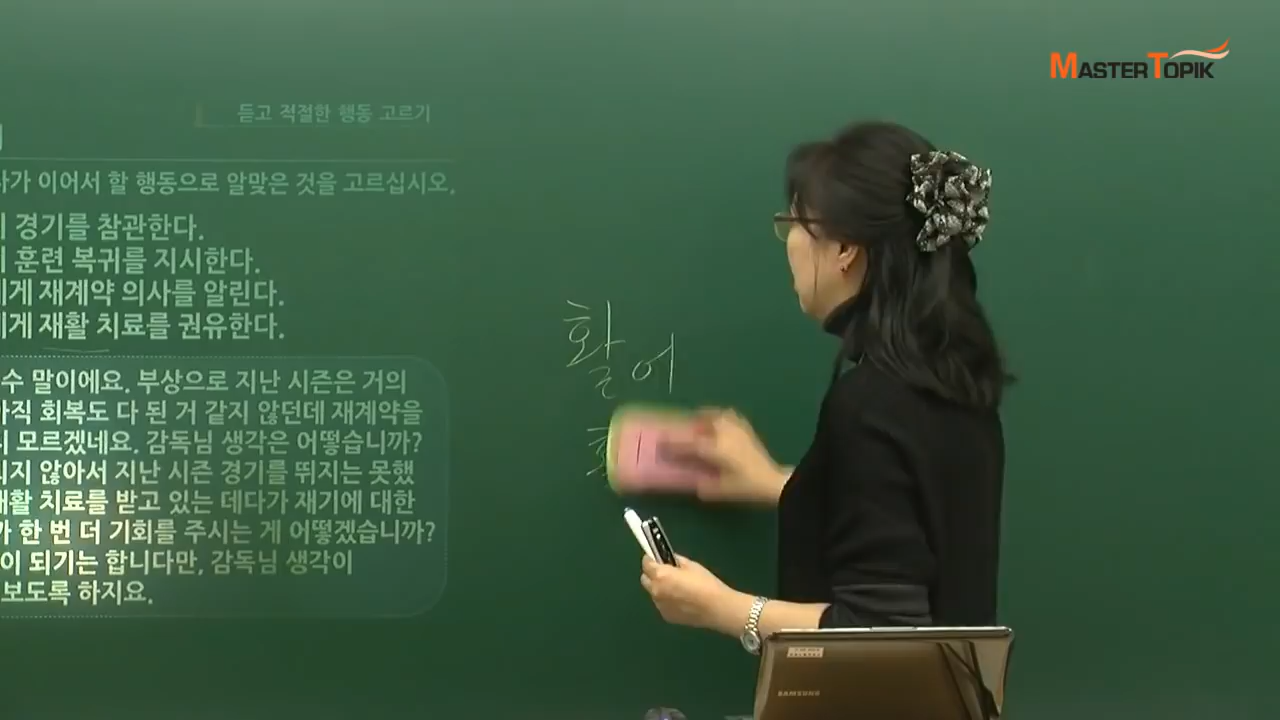 MASTER TOPIK
듣고 적절한 행동 고르기
가 이어서 할 행동으로 알맞은 것을 고르십시오.
경기를 참관한다.
훈련 복귀를 지시한다.
에게 재계약 의사를 알린다.
에게 재활 치료를 권유한다.
수 말이에요. 부상으로 지난 시즌은 거의
아직 회복도 다 된 거 같지 않던데 재계약을
모르겠네요. 감독님 생각은 어떻습니까?
되지 않아서 지난 시즌 경기를 뛰지는 못했
재활 치료를 받고 있는 데다가 재기에 대한
가 한 번 더 기회를 주시는 게 어떻겠습니까?
이 되기는 합니다만, 감독님 생각이
보도록 하지요.
활어
SAMSUNG